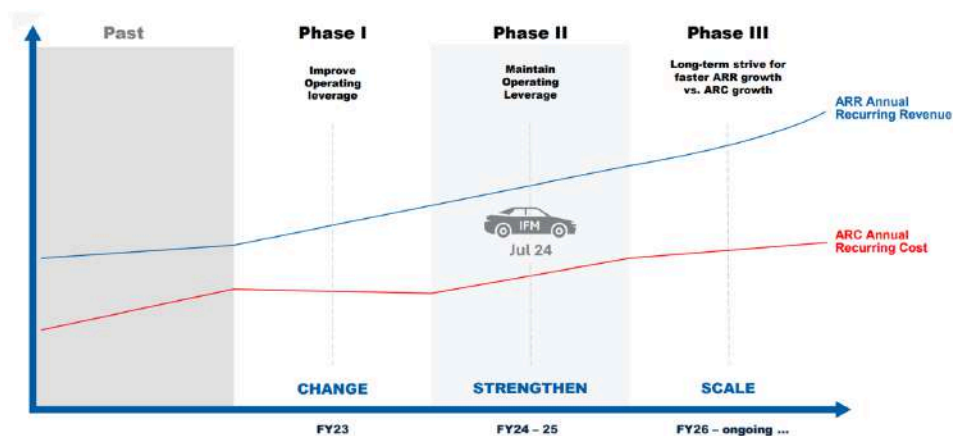 Past
Phase I
Phase II
Phase III
Improve
Operating
leverage
Maintain
Operating
Leverage
Long-term strive for
faster ARR growth
vs. ARC growth
ARR Annual
Recurring Revenue
IFM
Jul 24
ARC Annual
Recurring Cost
CHANGE
STRENGTHEN
SCALE
FY23
FY24 – 25
FY26 – ongoing ...